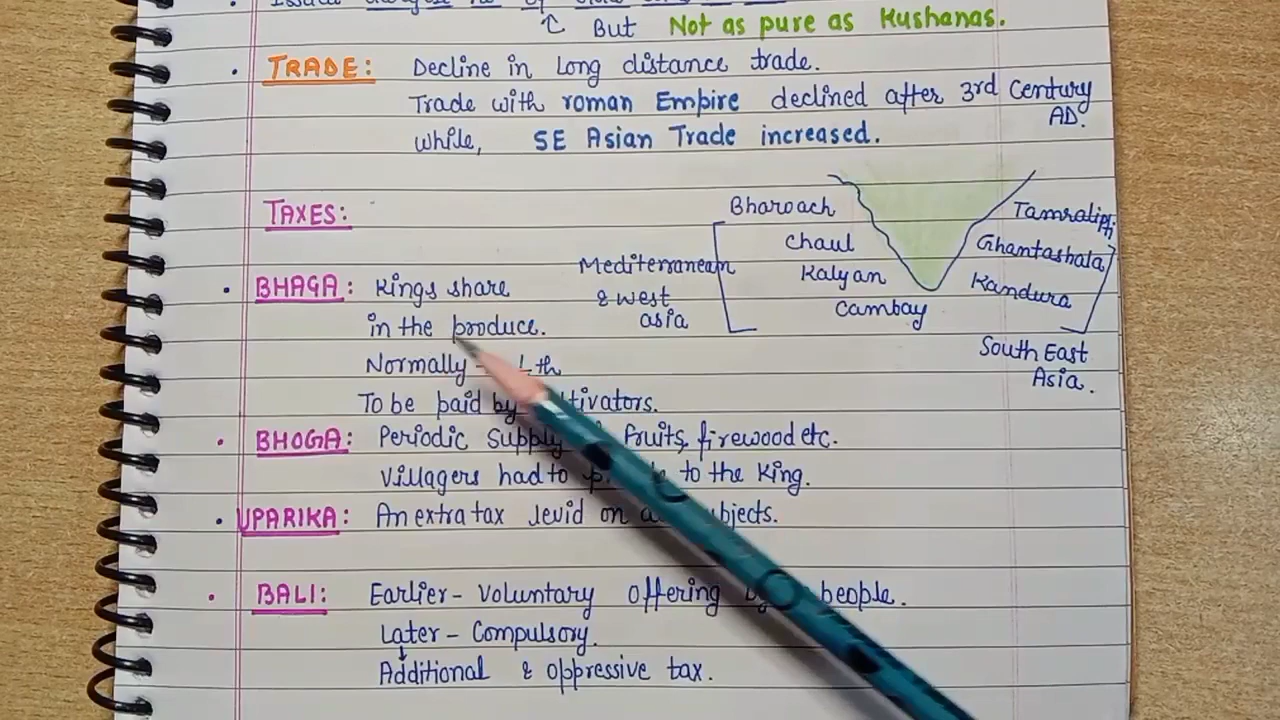 But Not as pure as Kushanas.
• TRADE: Decline in Long distance trade.
Trade with roman Empire declined after 3rd Century AD.
while, SE Asian Trade increased.
TAXES:
Bharoach
Chaul
Kalyan
Cambay
Mediterranean
& west
asia
Tamralipti
Ghantashala
Kandura
South East
Asia.
• BHAGA: Kings share
in the produce.
Normally - th
To be paid by
• BHOGA: Periodic Supply fruits, firewood etc.
Villagers had to to the King.
• UPARIKA: An extra tax levid on
• BALI: Earlier - Voluntary offering people.
Later - Compulsory.
Additional & oppressive tax.